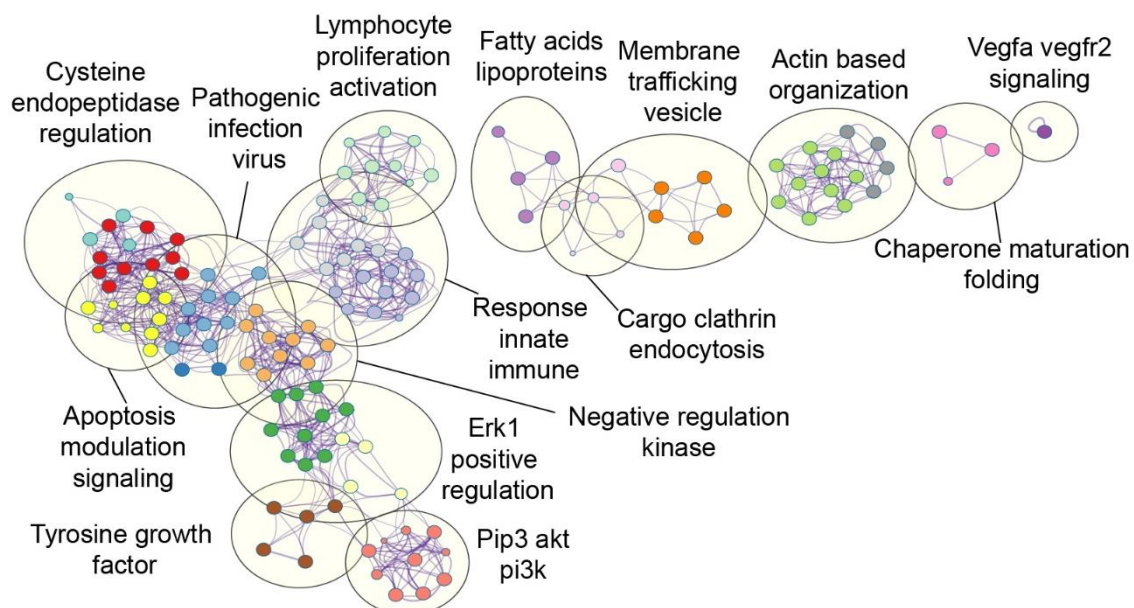 Cysteine
endopeptidase
regulation
Pathogenic
infection
virus
Lymphocyte
proliferation
activation
Fatty acids
lipoproteins
Membrane
trafficking
vesicle
Actin based
organization
Vegfa vegfr2
signaling
Chaperone maturation
folding
Cargo clathrin
endocytosis
Response
innate
immune
Negative regulation
kinase
Apoptosis
modulation
signaling
Erk1
positive
regulation
Tyrosine growth
factor
Pip3 akt
pi3k